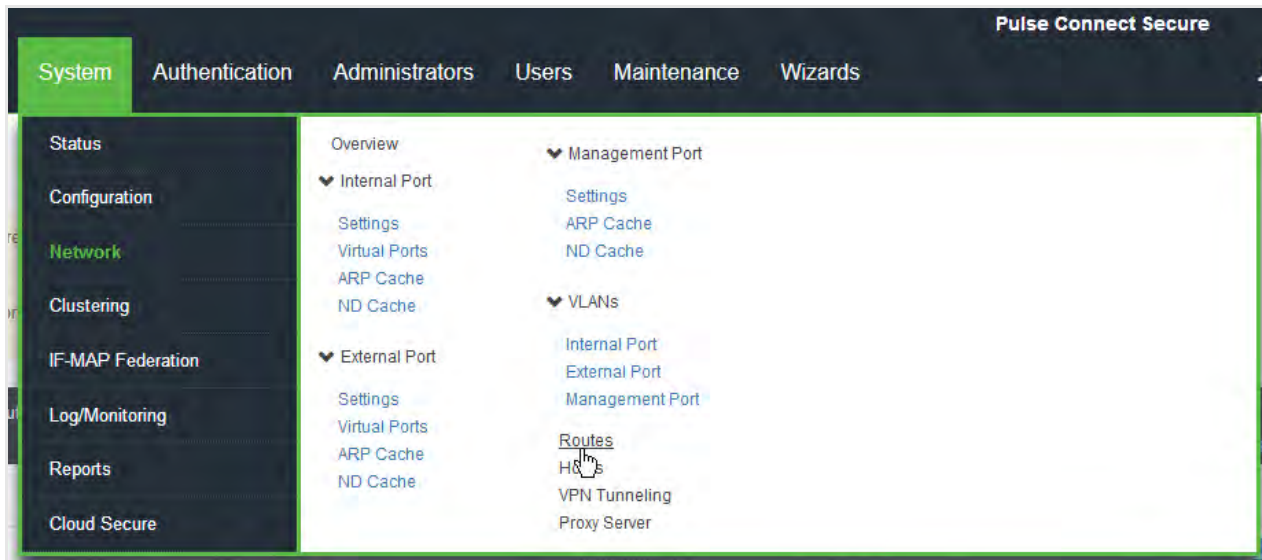 Pulse Connect Secure
System Authentication Administrators Users Maintenance Wizards
Status
Configuration
Network
Clustering
IF-MAP Federation
Log/Monitoring
Reports
Cloud Secure
Overview
Internal Port
Settings
Virtual Ports
ARP Cache
ND Cache
External Port
Settings
Virtual Ports
ARP Cache
ND Cache
Management Port
Settings
ARP Cache
ND Cache
VLANs
Internal Port
External Port
Management Port
Routes
VPN Tunneling
Proxy Server